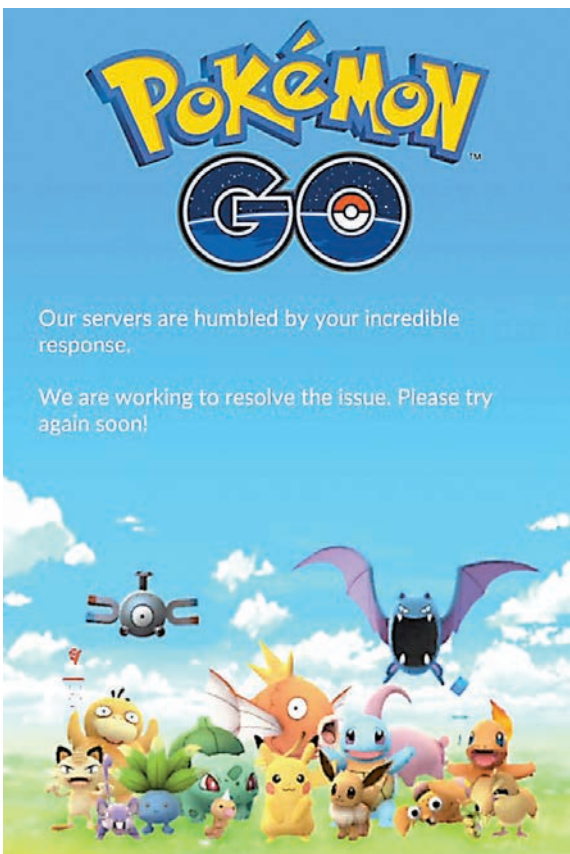 POKÉMON
TM
GO
Our servers are humbled by your incredible
response.
We are working to resolve the issue. Please try
again soon!